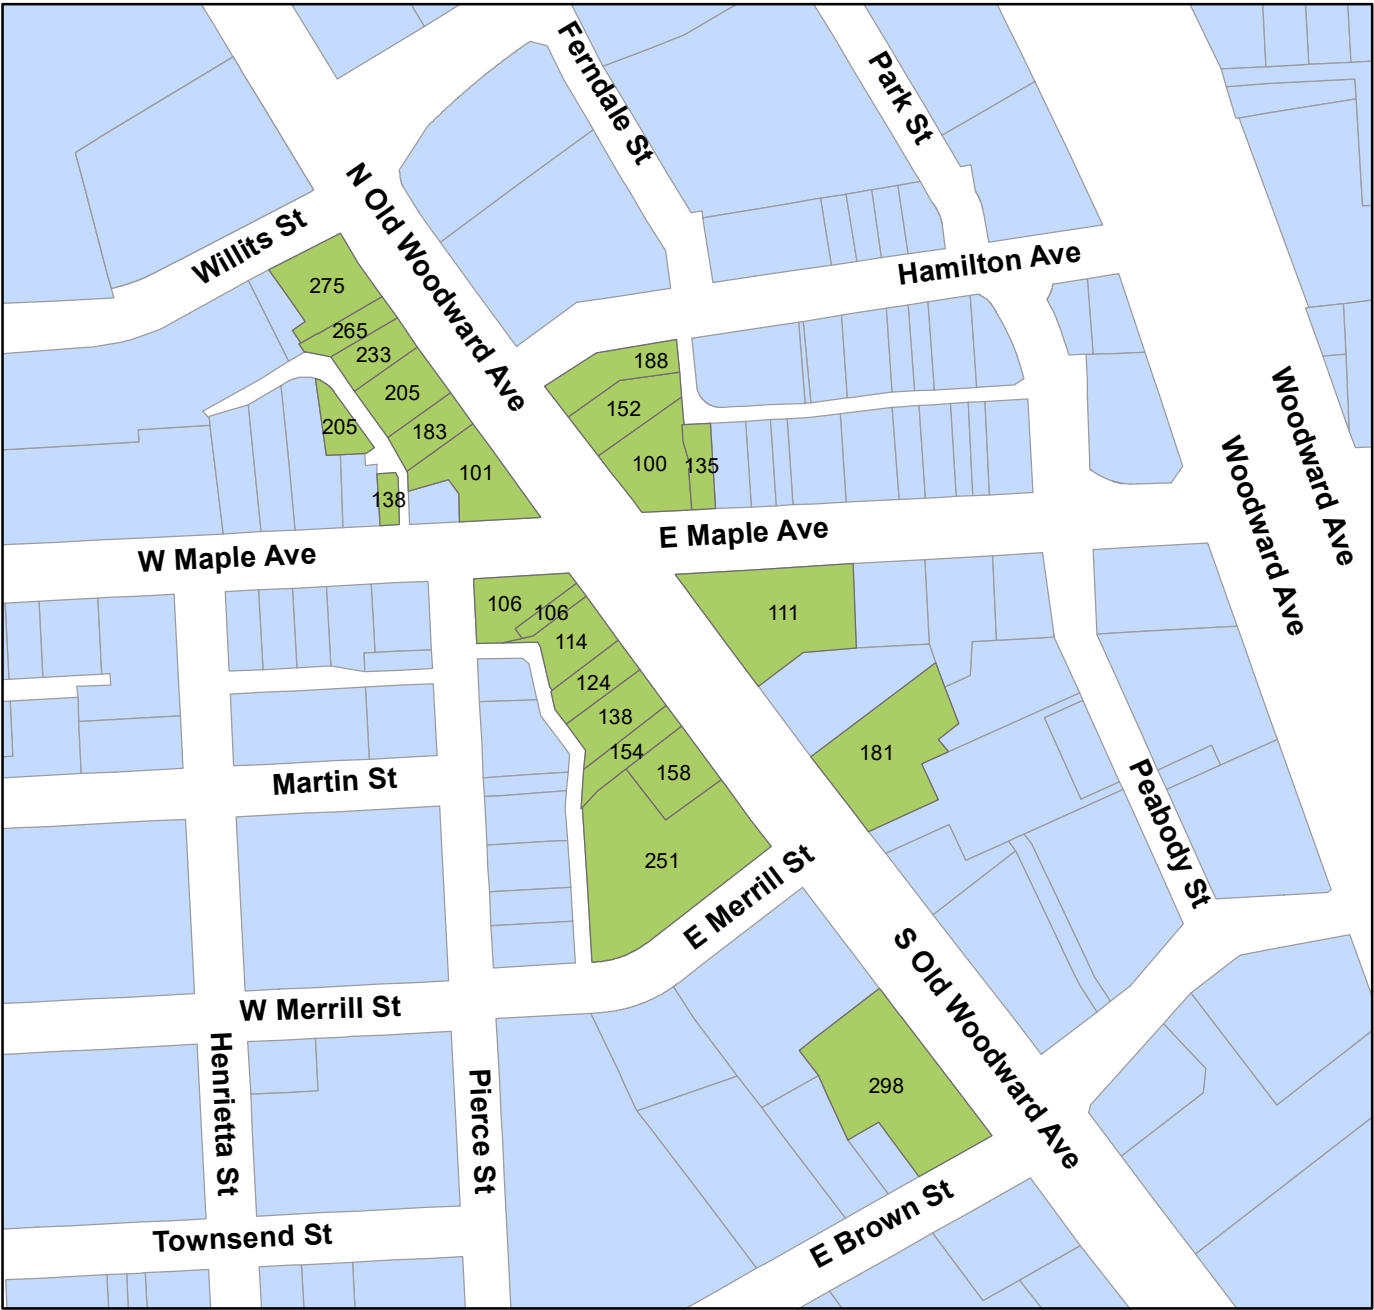 Ferndale St
Park St
N Old Woodward Ave
Willits St
Hamilton Ave
275
265
233
205
183
101
205
138
188
152
100
135
Woodward Ave
Woodward Ave
W Maple Ave
E Maple Ave
106
106
114
124
138
154
158
251
111
181
Martin St
Peabody St
E Merrill St
S Old Woodward Ave
W Merrill St
Henrietta St
Pierce St
298
Townsend St
E Brown St